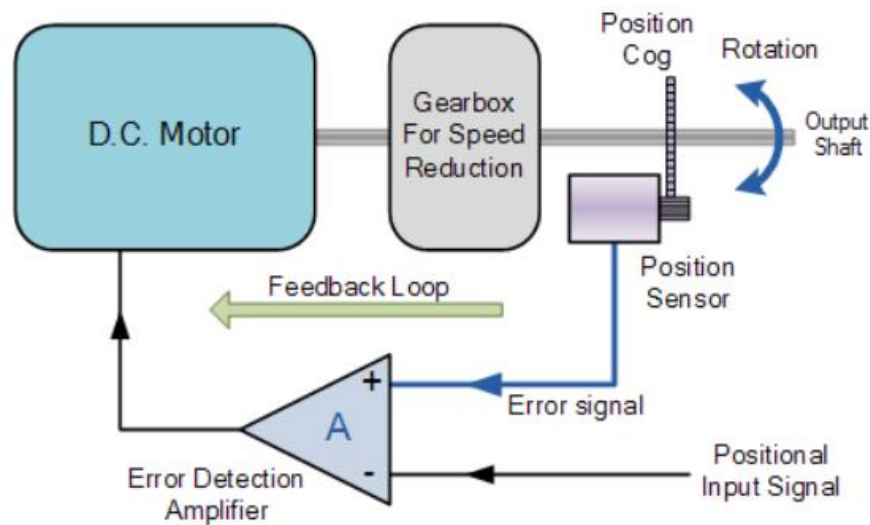 D.C. Motor
Gearbox
For Speed
Reduction
Position
Cog
Rotation
Output
Shaft
Position
Sensor
Feedback Loop
+
A
-
Error signal
Error Detection
Amplifier
Positional
Input Signal